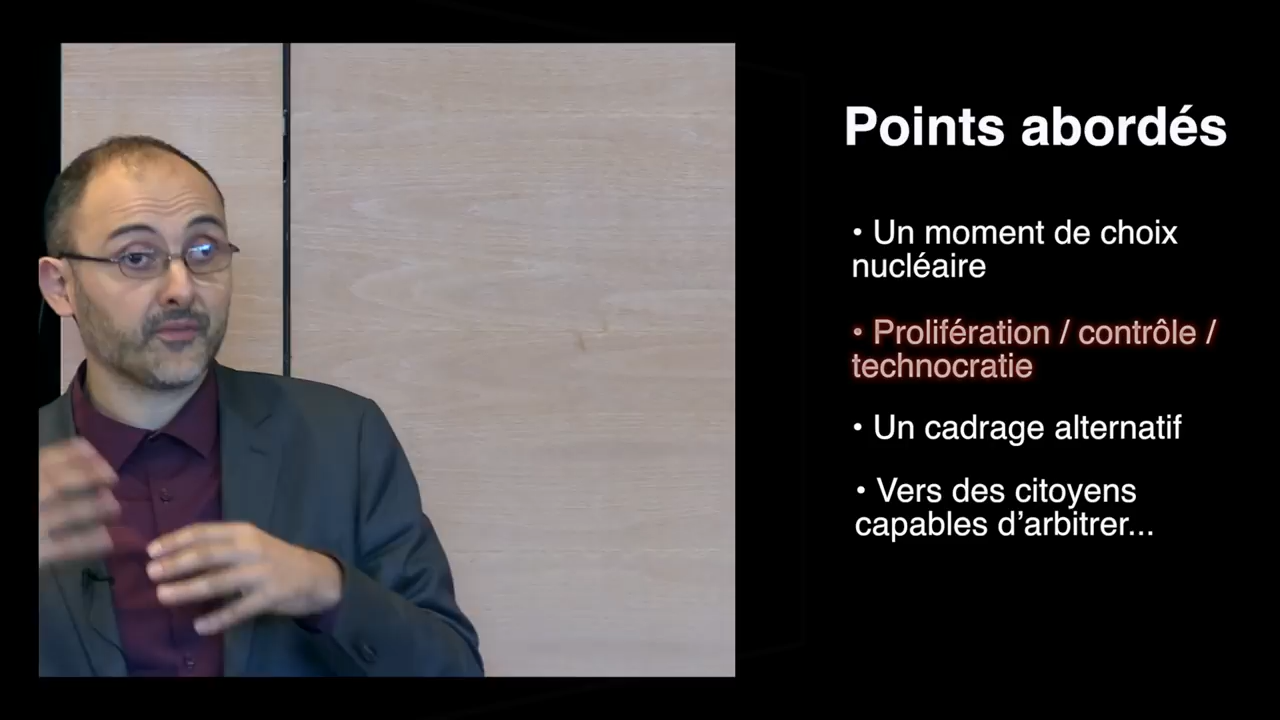 Points abordés
• Un moment de choix
nucléaire
• Prolifération / contrôle /
technocratie
• Un cadrage alternatif
• Vers des citoyens
capables d’arbitrer...